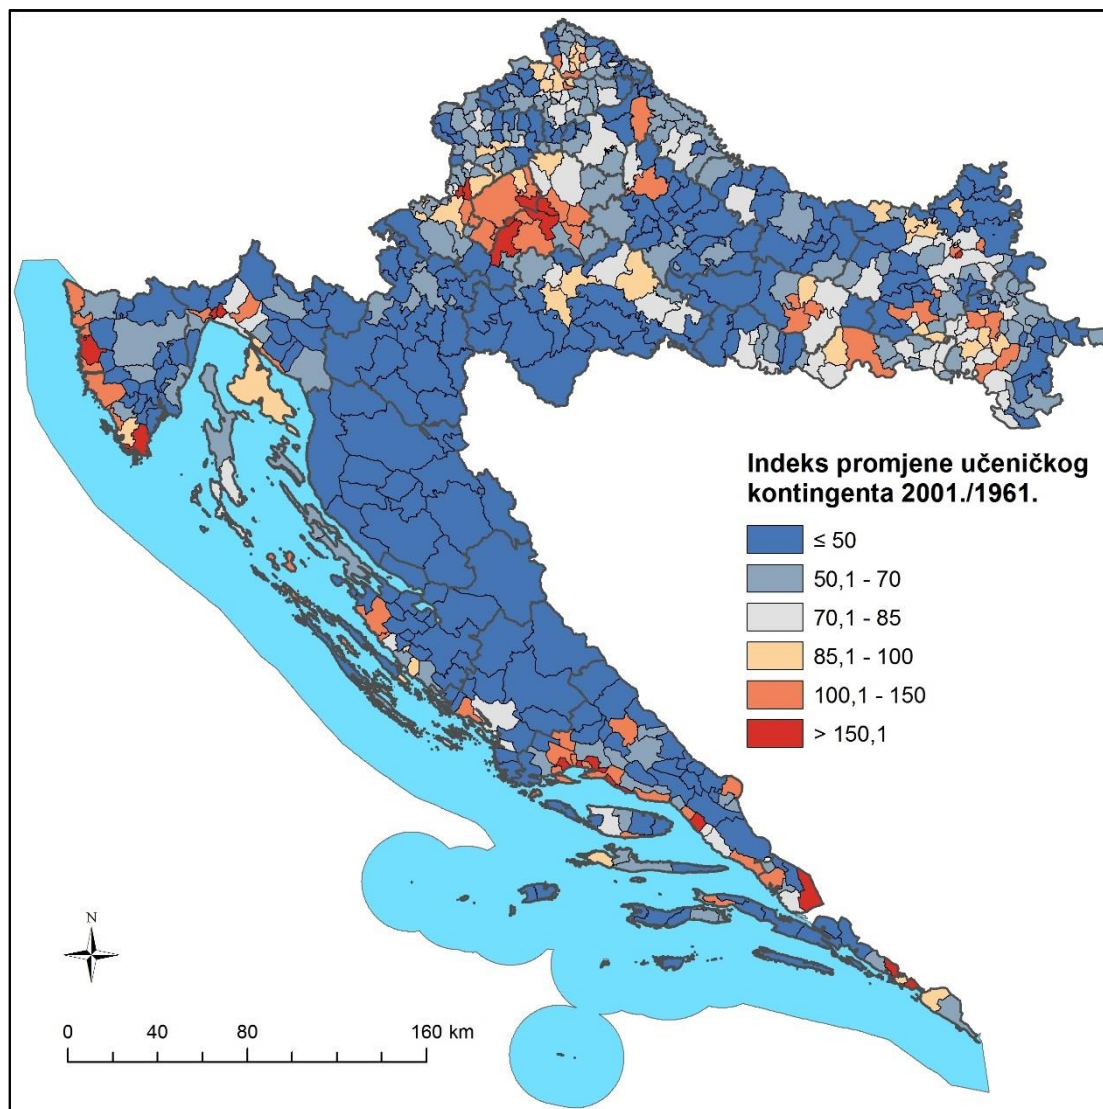 Indeks promjene učeničkog
kontingenta 2001./1961.
≤ 50
50,1 - 70
70,1 - 85
85,1 - 100
100,1 - 150
> 150,1
N
0 40 80 160 km